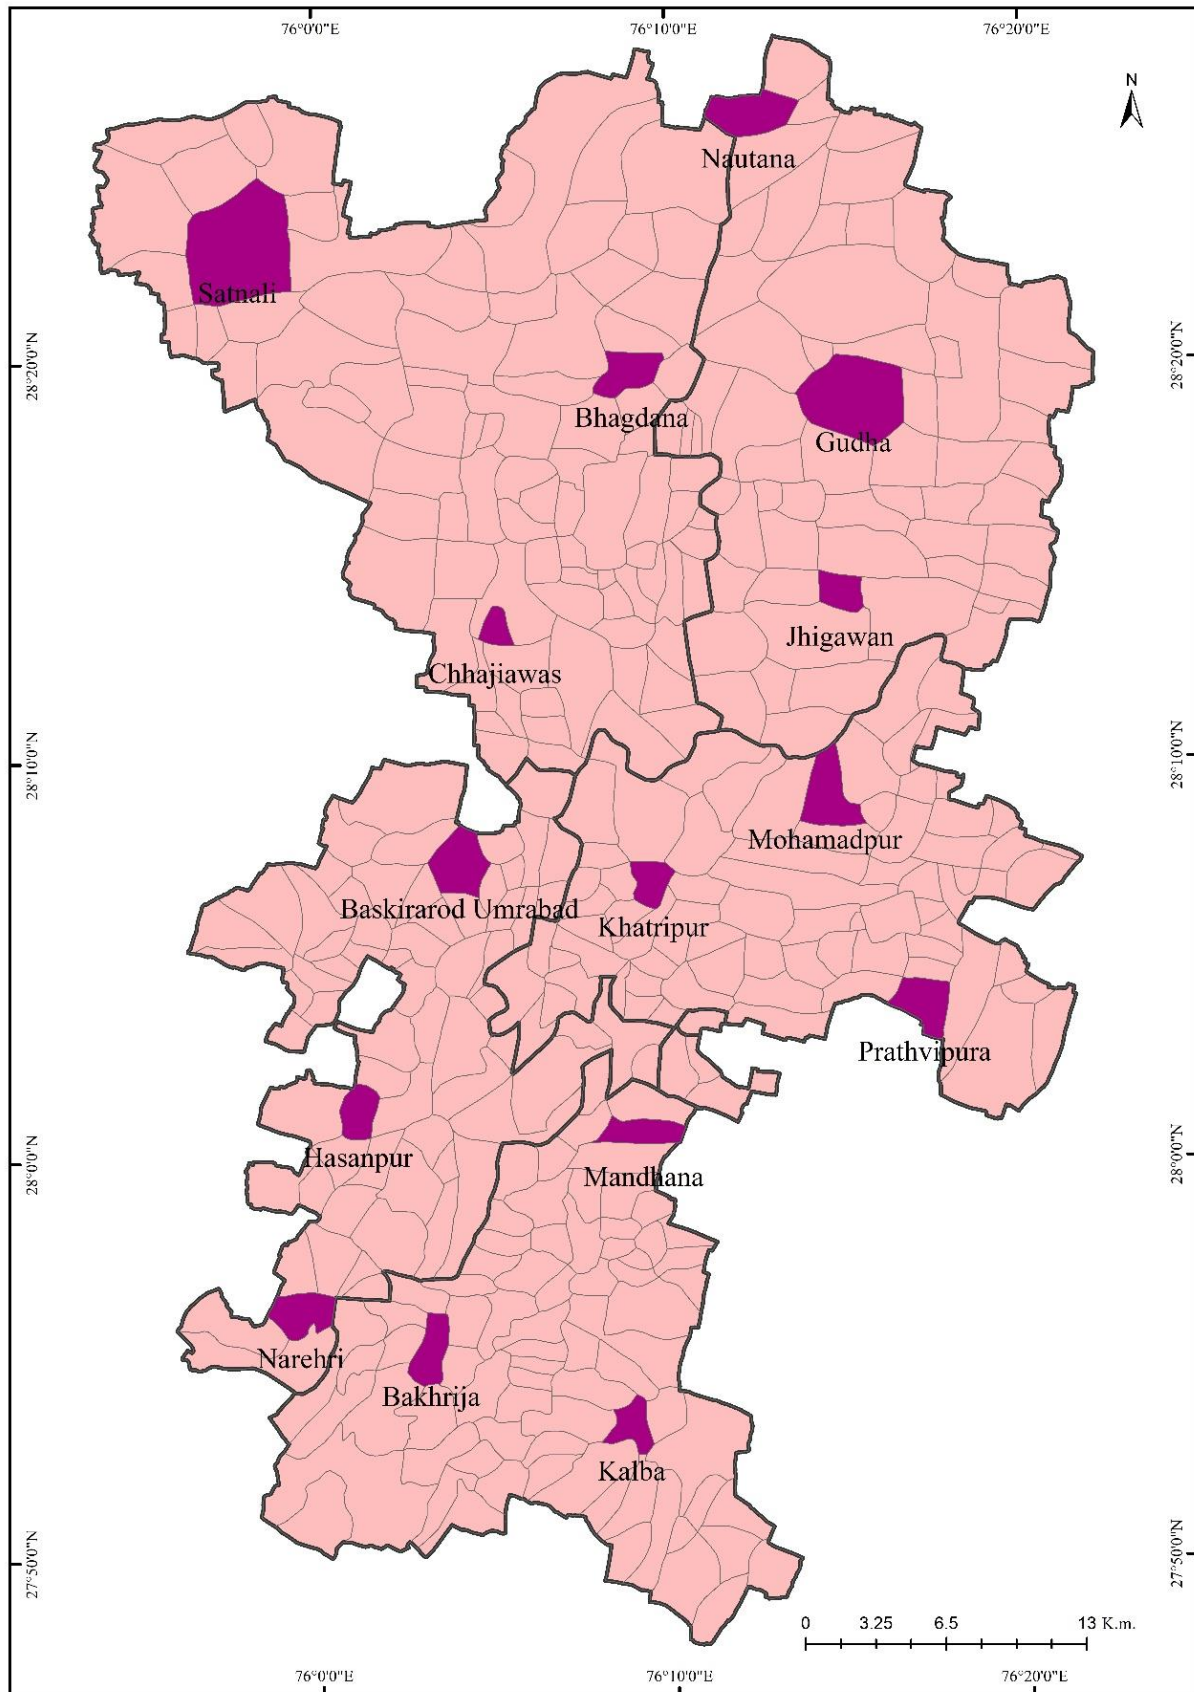 76°0'0"E 76°10'0"E 76°20'0"E
N
Nautana
Satnali
28°20'0"N 28°20'0"N
Bhagdana
Gudha
Jhigawan
Chhajiawas
28°10'0"N 28°10'0"N
Mohamadpur
Baskirarod Umrabad
Khatripur
Prathvipura
28°0'0"N 28°0'0"N
Hasanpur
Mandhana
Narehri
Bakhrija
Kalba
27°50'0"N 27°50'0"N
0 3.25 6.5 13 K.m.
76°0'0"E 76°10'0"E 76°20'0"E